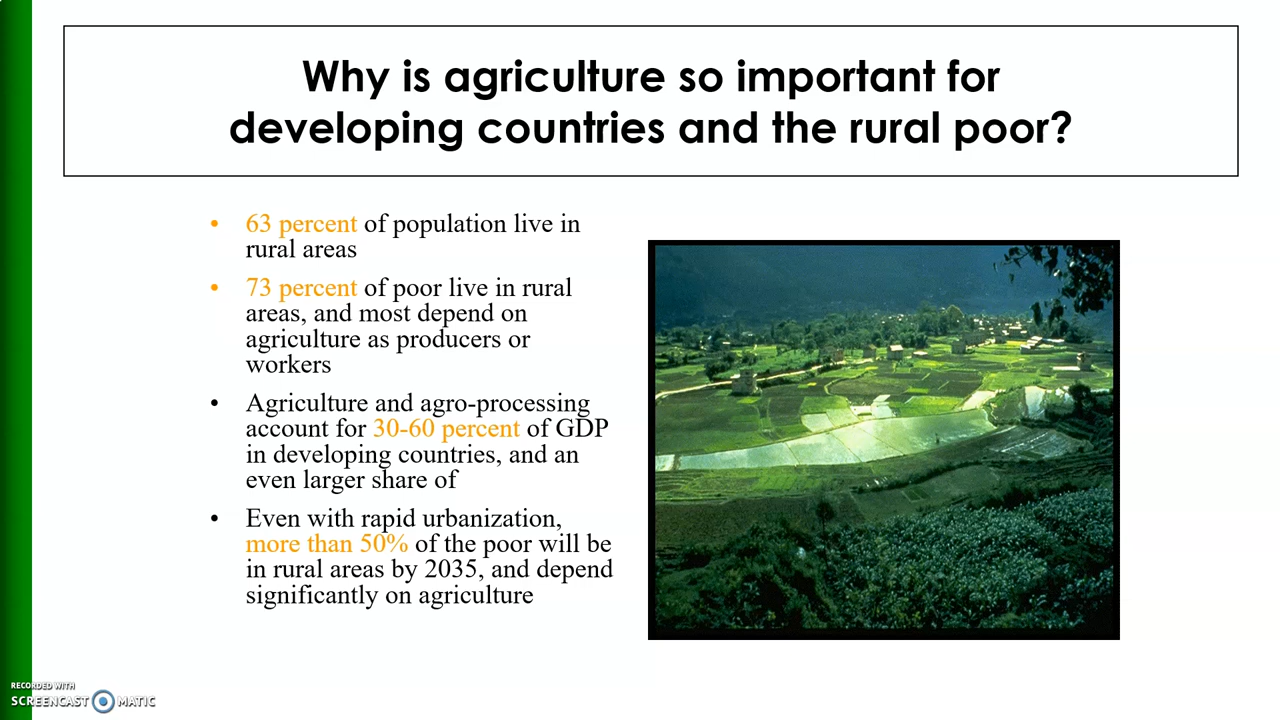 Why is agriculture so important for
developing countries and the rural poor?
• 63 percent of population live in
rural areas
• 73 percent of poor live in rural
areas, and most depend on
agriculture as producers or
workers
• Agriculture and agro-processing
account for 30-60 percent of GDP
in developing countries, and an
even larger share of
• Even with rapid urbanization,
more than 50% of the poor will be
in rural areas by 2035, and depend
significantly on agriculture
RECORDED WITH
SCREENCAST MATIC